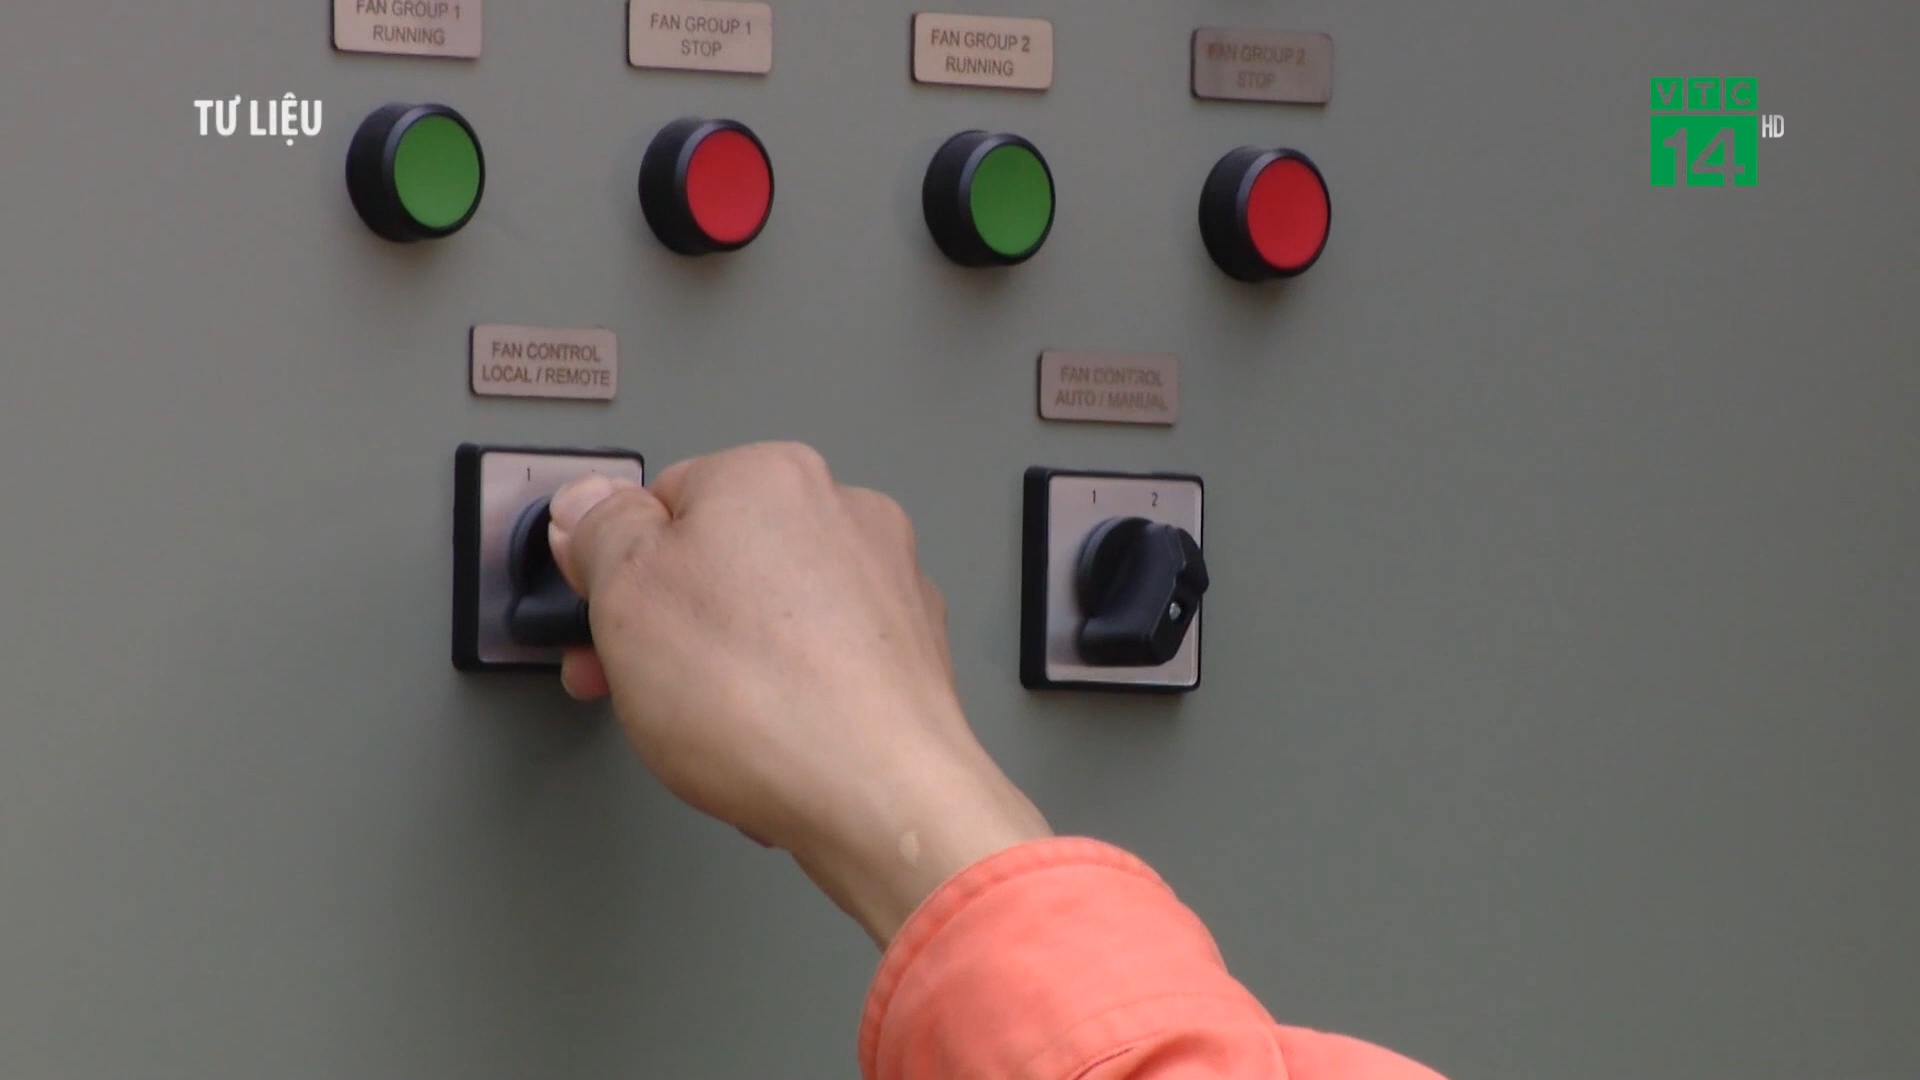 FAN GROUP 1
RUNNING
FAN GROUP 1
STOP
FAN GROUP 2
RUNNING
FAN GROUP 2
STOP
TƯ LIỆU
VTC
14
HD
FAN CONTROL
LOCAL / REMOTE
FAN CONTROL
AUTO / MANUAL
1
1 2